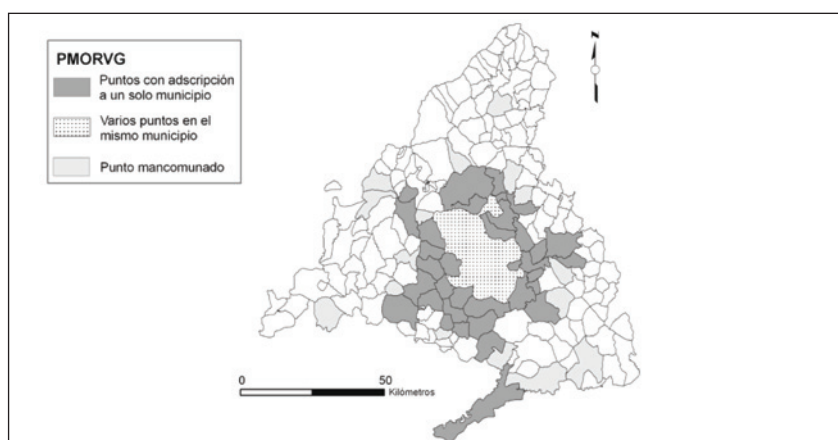 PMORVG
Puntos con adscripción
a un solo municipio
Varios puntos en el
mismo municipio
Punto mancomunado
N
0
50
Kilómetros